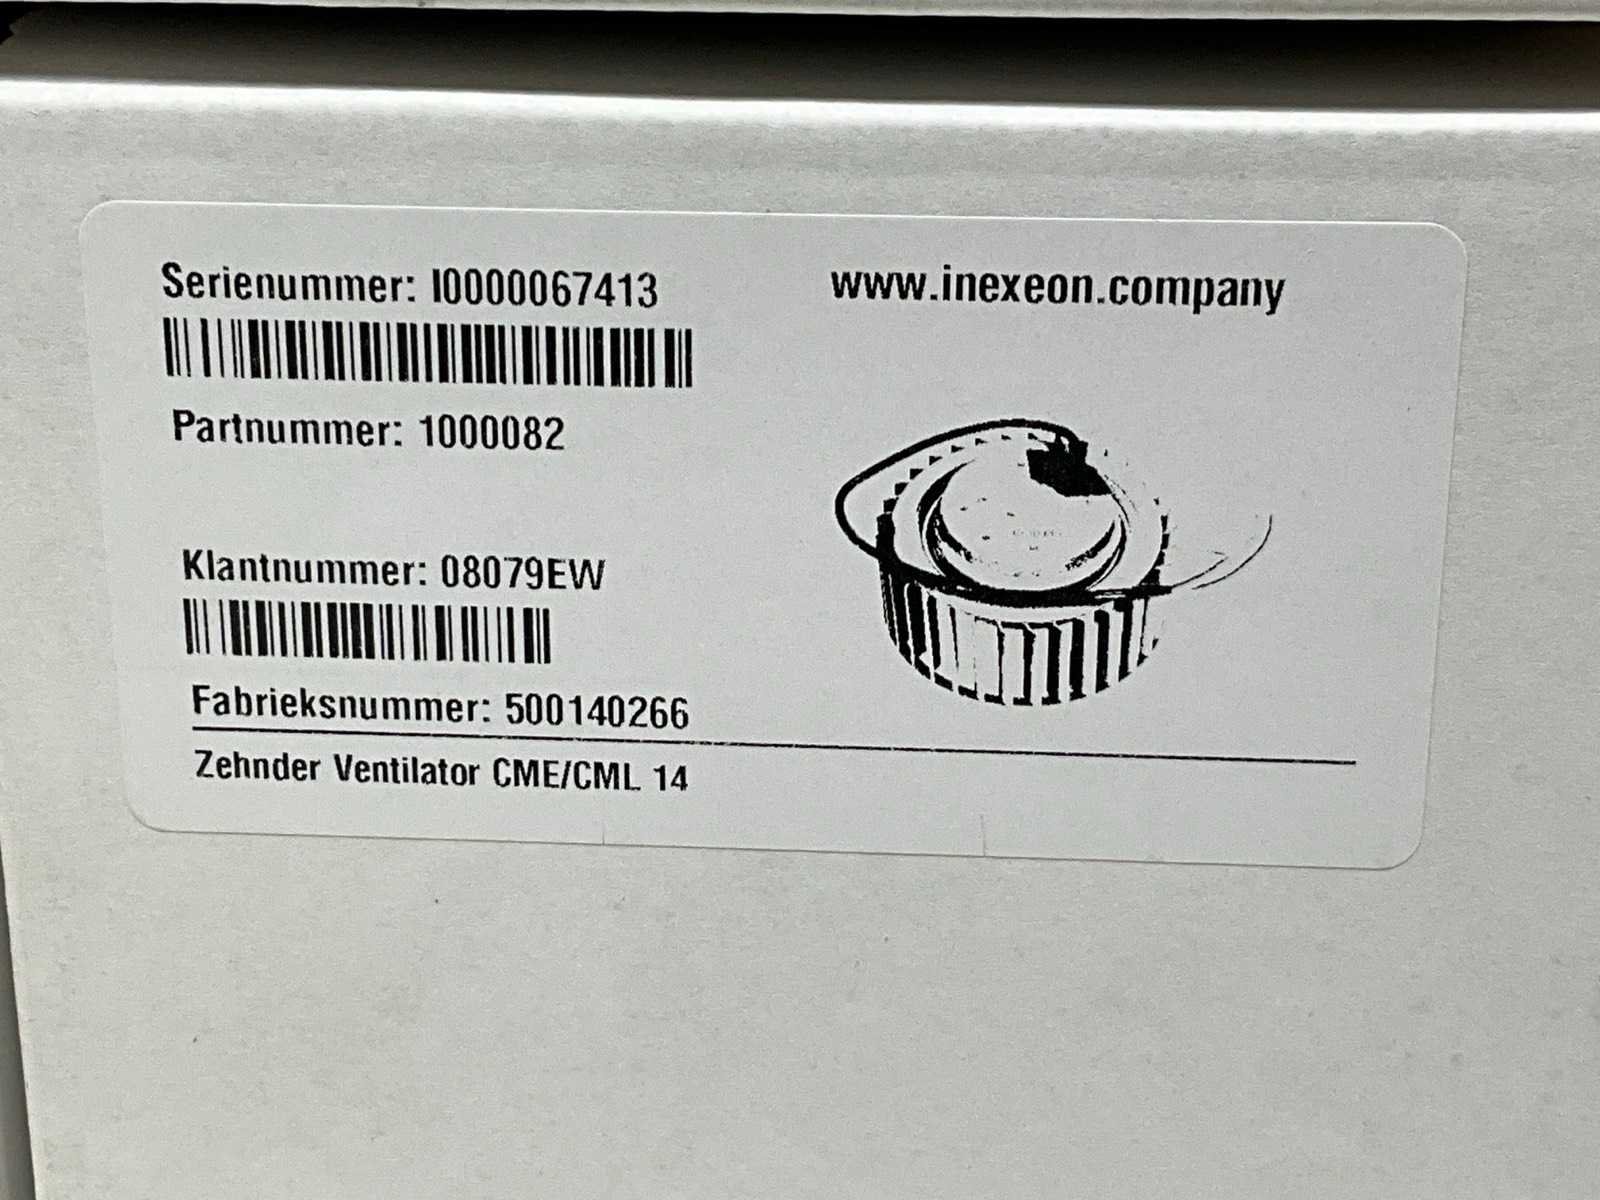 Serienummer: I0000067413
www.inexeon.company
Partnummer: 1000082
Klantnummer: 08079EW
Fabrieksnummer: 500140266
Zehnder Ventilator CME/CML 14